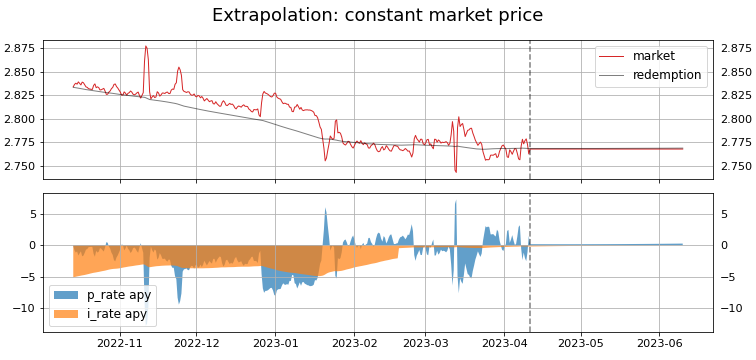 Extrapolation: constant market price
2.875 2.875
2.850 2.850
2.825 2.825
2.800 2.800
2.775 2.775
2.750 2.750
market
redemption
5 5
0 0
−5 −5
−10 −10
p_rate apy
i_rate apy
2022-11 2022-12 2023-01 2023-02 2023-03 2023-04 2023-05 2023-06